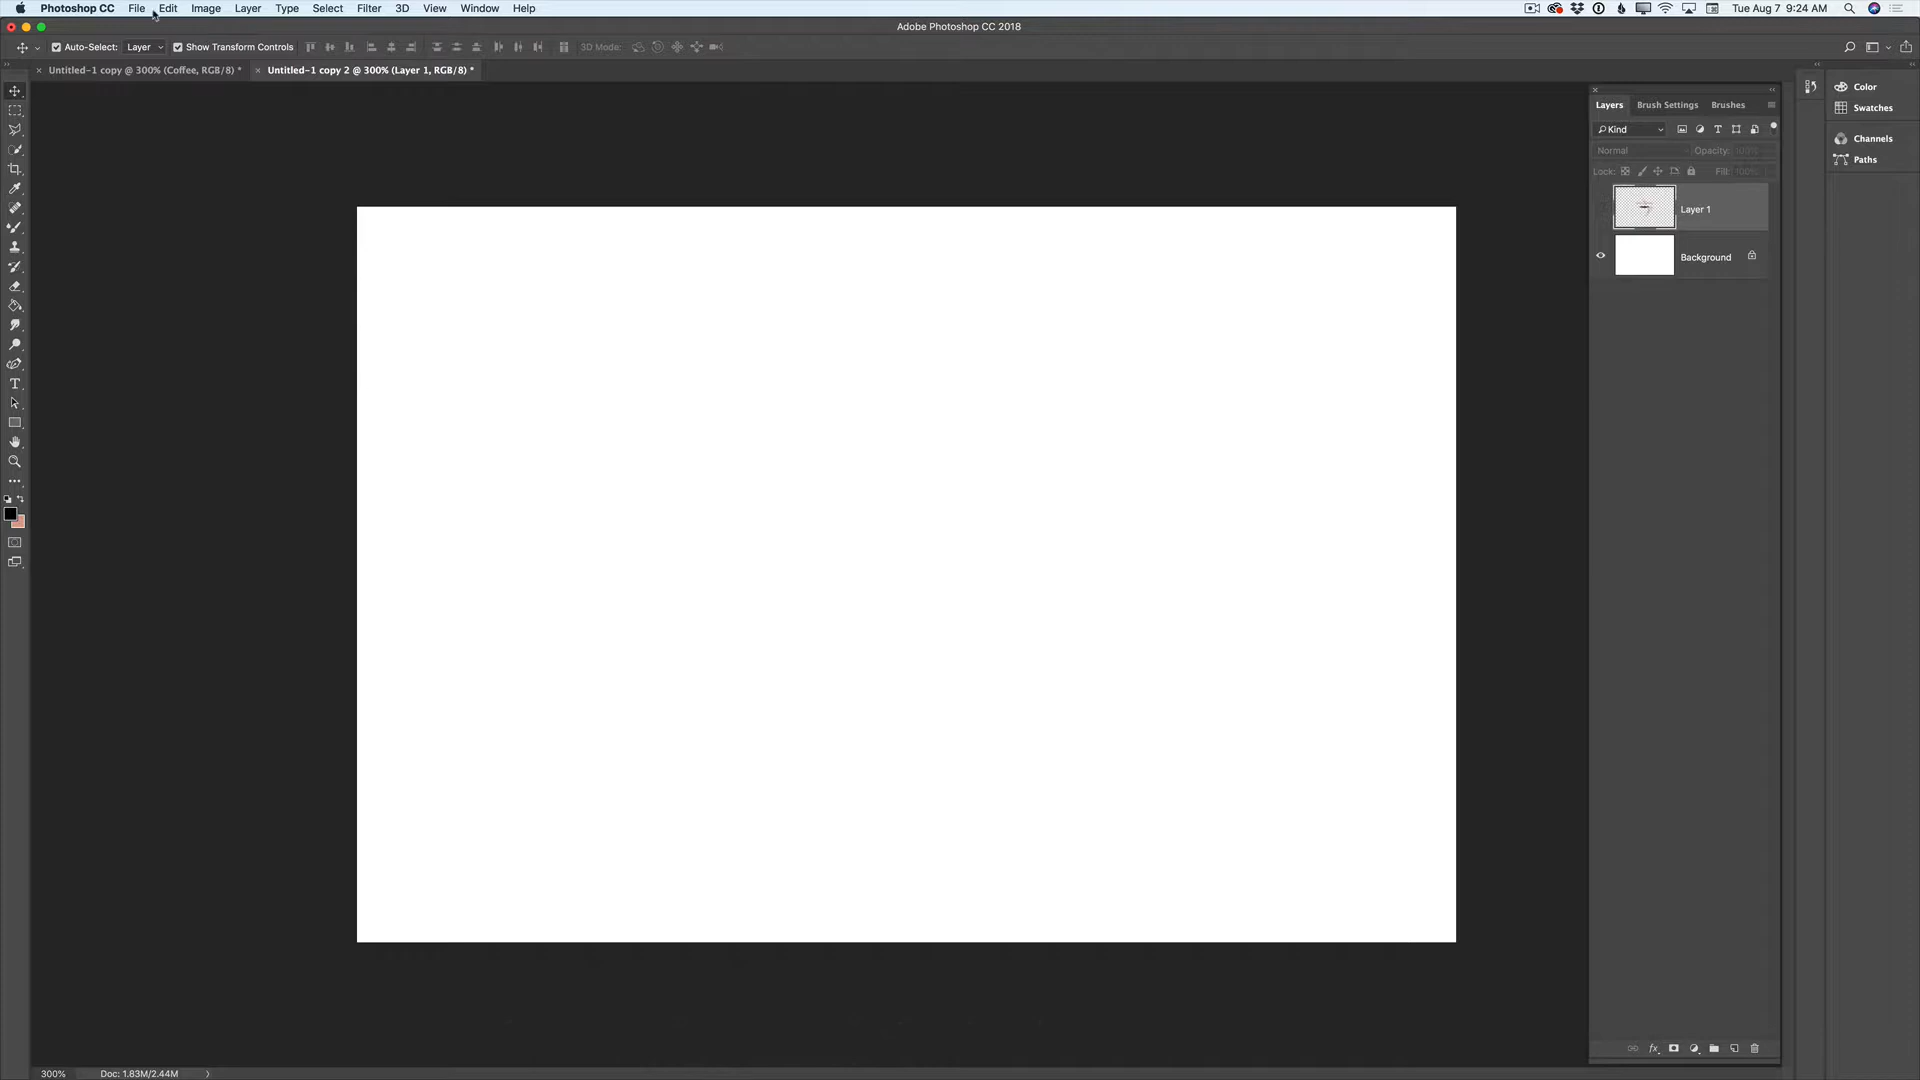 Photoshop CC File Edit Image Layer Type Select Filter 3D View Window Help Tue Aug 7 9:24 AM
Adobe Photoshop CC 2018
Auto-Select: Layer Show Transform Controls 3D Mode:
Untitled-1 copy @ 300% (Coffee, RGB/8) * Untitled-1 copy 2 @ 300% (Layer 1, RGB/8) *
Layers Brush Settings Brushes
Kind
Normal Opacity: 100%
Lock: Fill: 100%
Layer 1
Background
Color
Swatches
Channels
Paths
300% Doc: 1.83M/2.44M